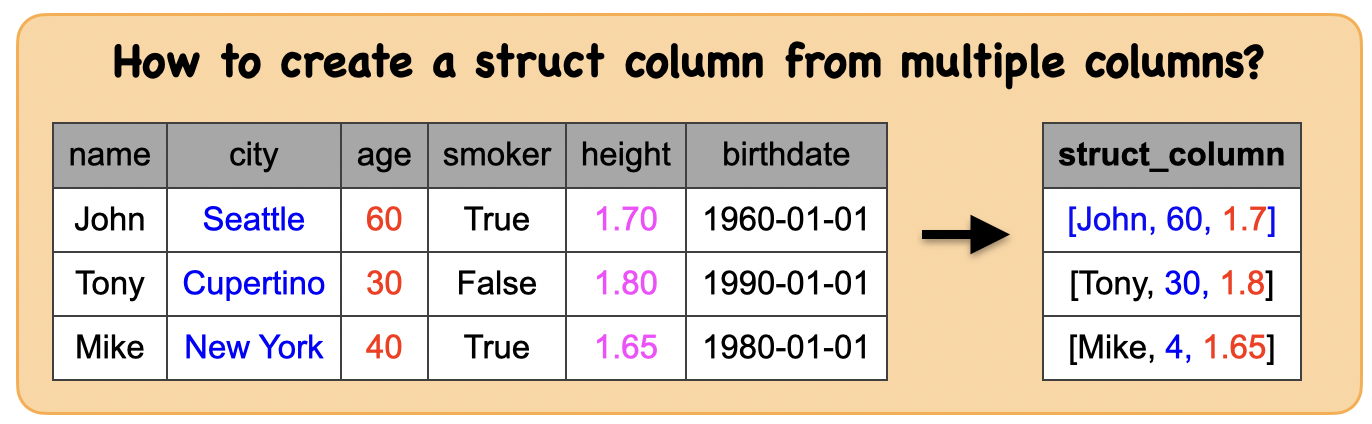 How to create a struct column from multiple columns?
name city age smoker height birthdate struct_column
John Seattle 60 True 1.70 1960-01-01 [John, 60, 1.7]
Tony Cupertino 30 False 1.80 1990-01-01 [Tony, 30, 1.8]
Mike New York 40 True 1.65 1980-01-01 [Mike, 4, 1.65]